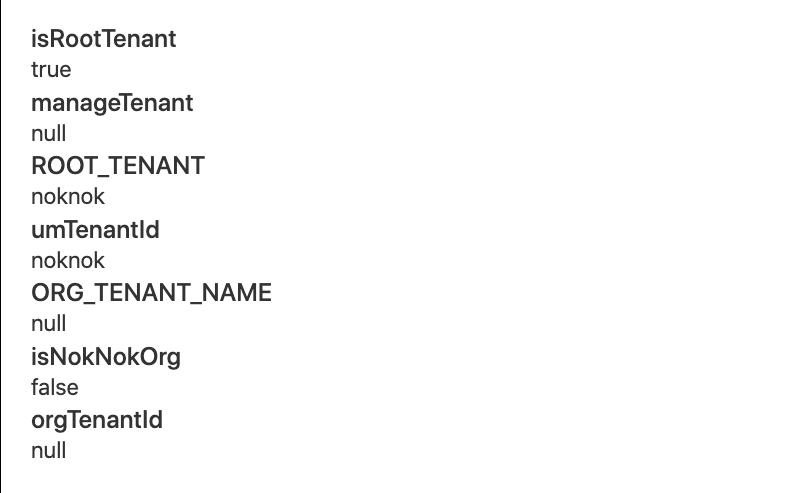 isRootTenant
true
manageTenant
null
ROOT_TENANT
noknok
umTenantId
noknok
ORG_TENANT_NAME
null
isNokNokOrg
false
orgTenantId
null